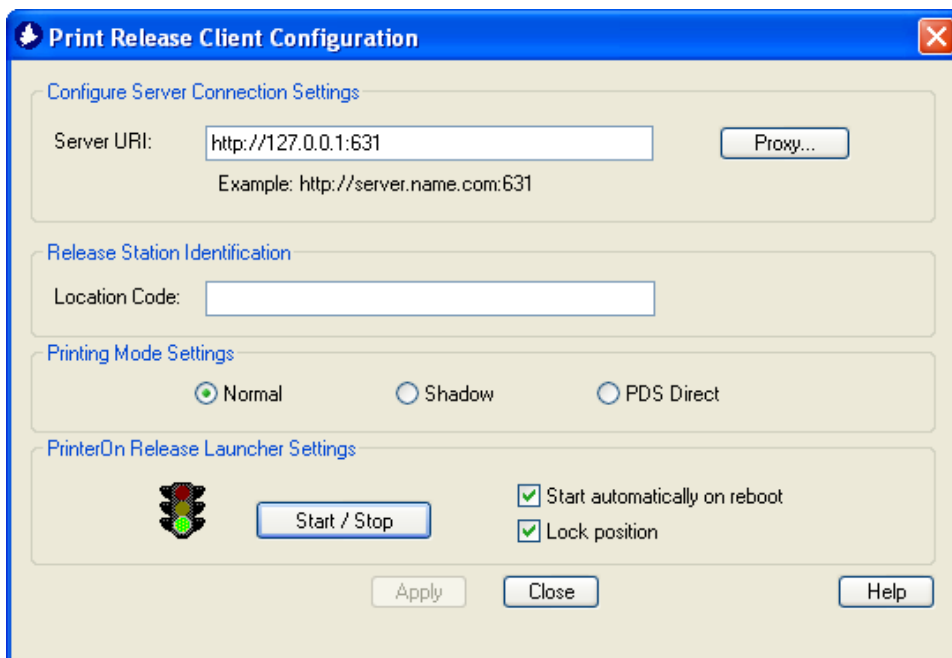 Print Release Client Configuration
Configure Server Connection Settings
Server URI: http://127.0.0.1:631 Proxy...
Example: http://server.name.com:631
Release Station Identification
Location Code:
Printing Mode Settings
Normal Shadow PDS Direct
PrinterOn Release Launcher Settings
Start / Stop Start automatically on reboot
Lock position
Apply Close Help